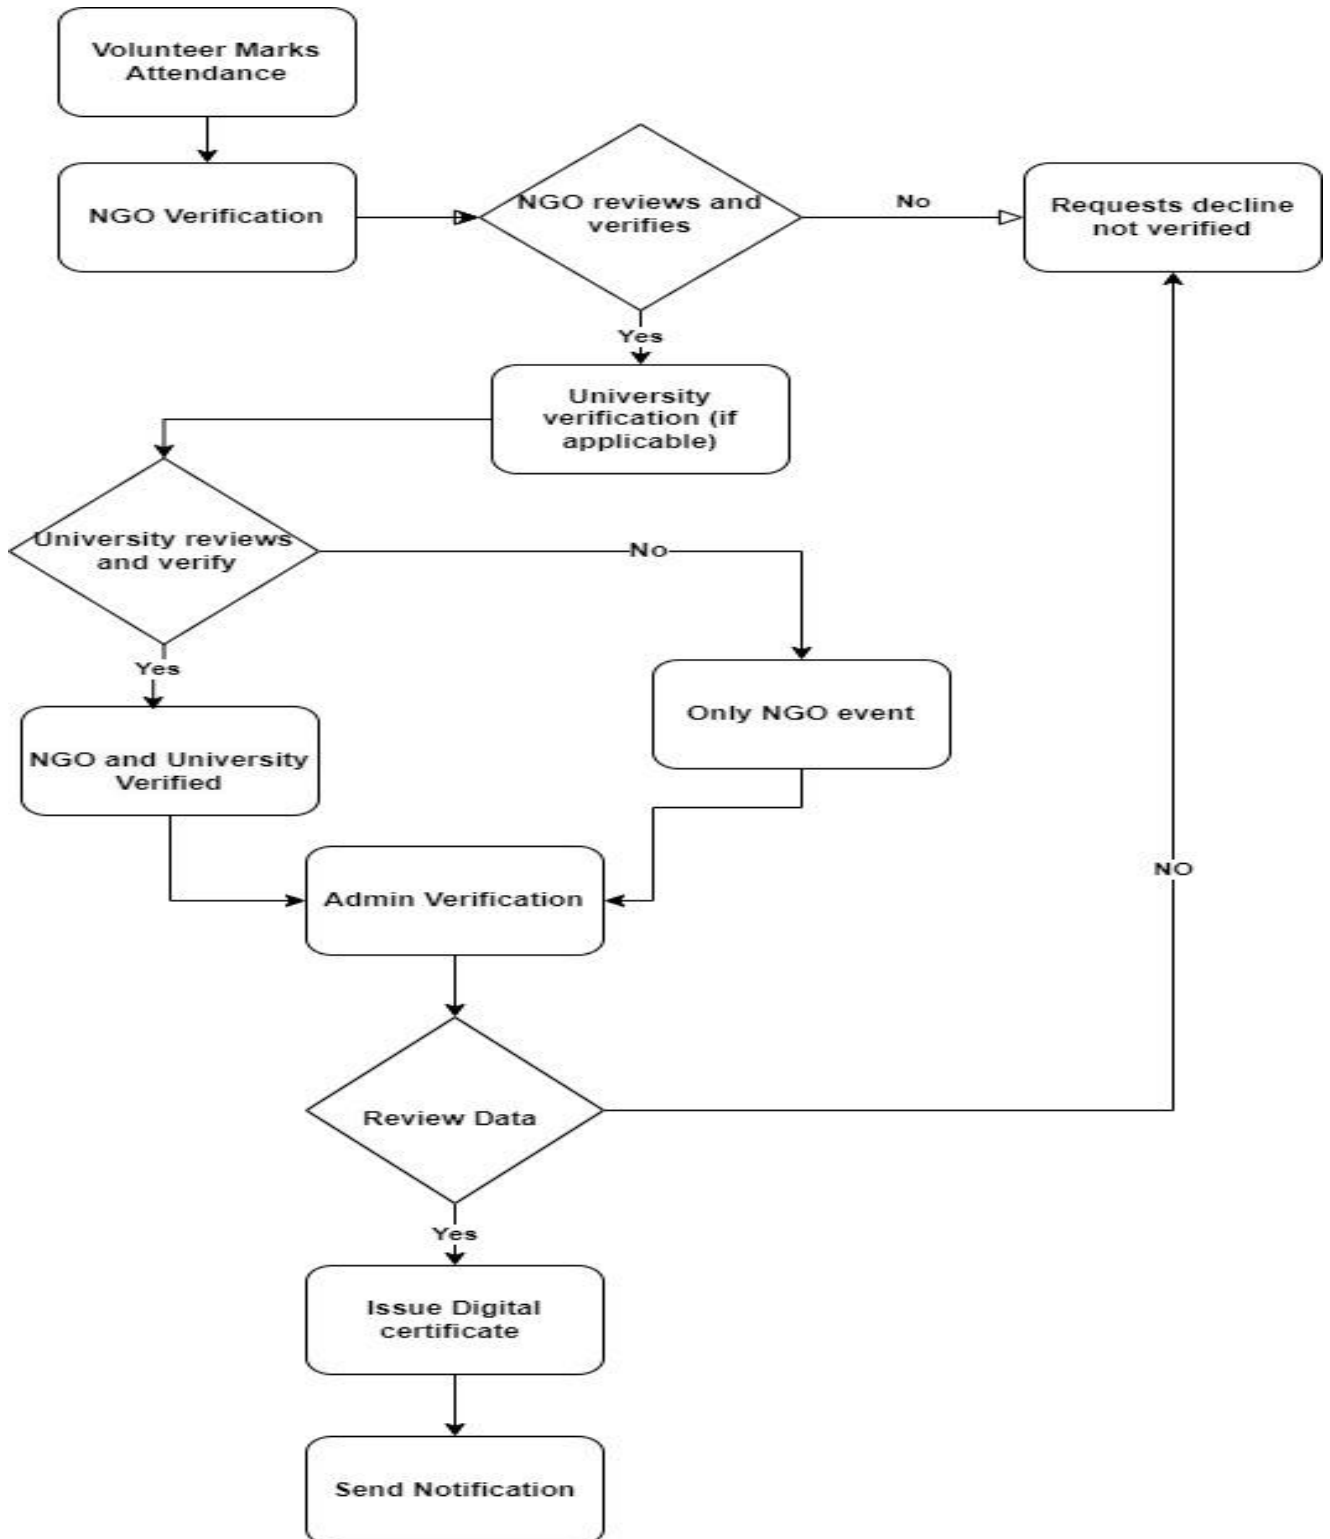 Volunteer Marks
Attendance
NGO Verification
NGO reviews and
verifies
No
Requests decline
not verified
Yes
University
verification (if
applicable)
University reviews
and verify
No
Yes
Only NGO event
NGO and University
Verified
Admin Verification
NO
Review Data
Yes
Issue Digital
certificate
Send Notification